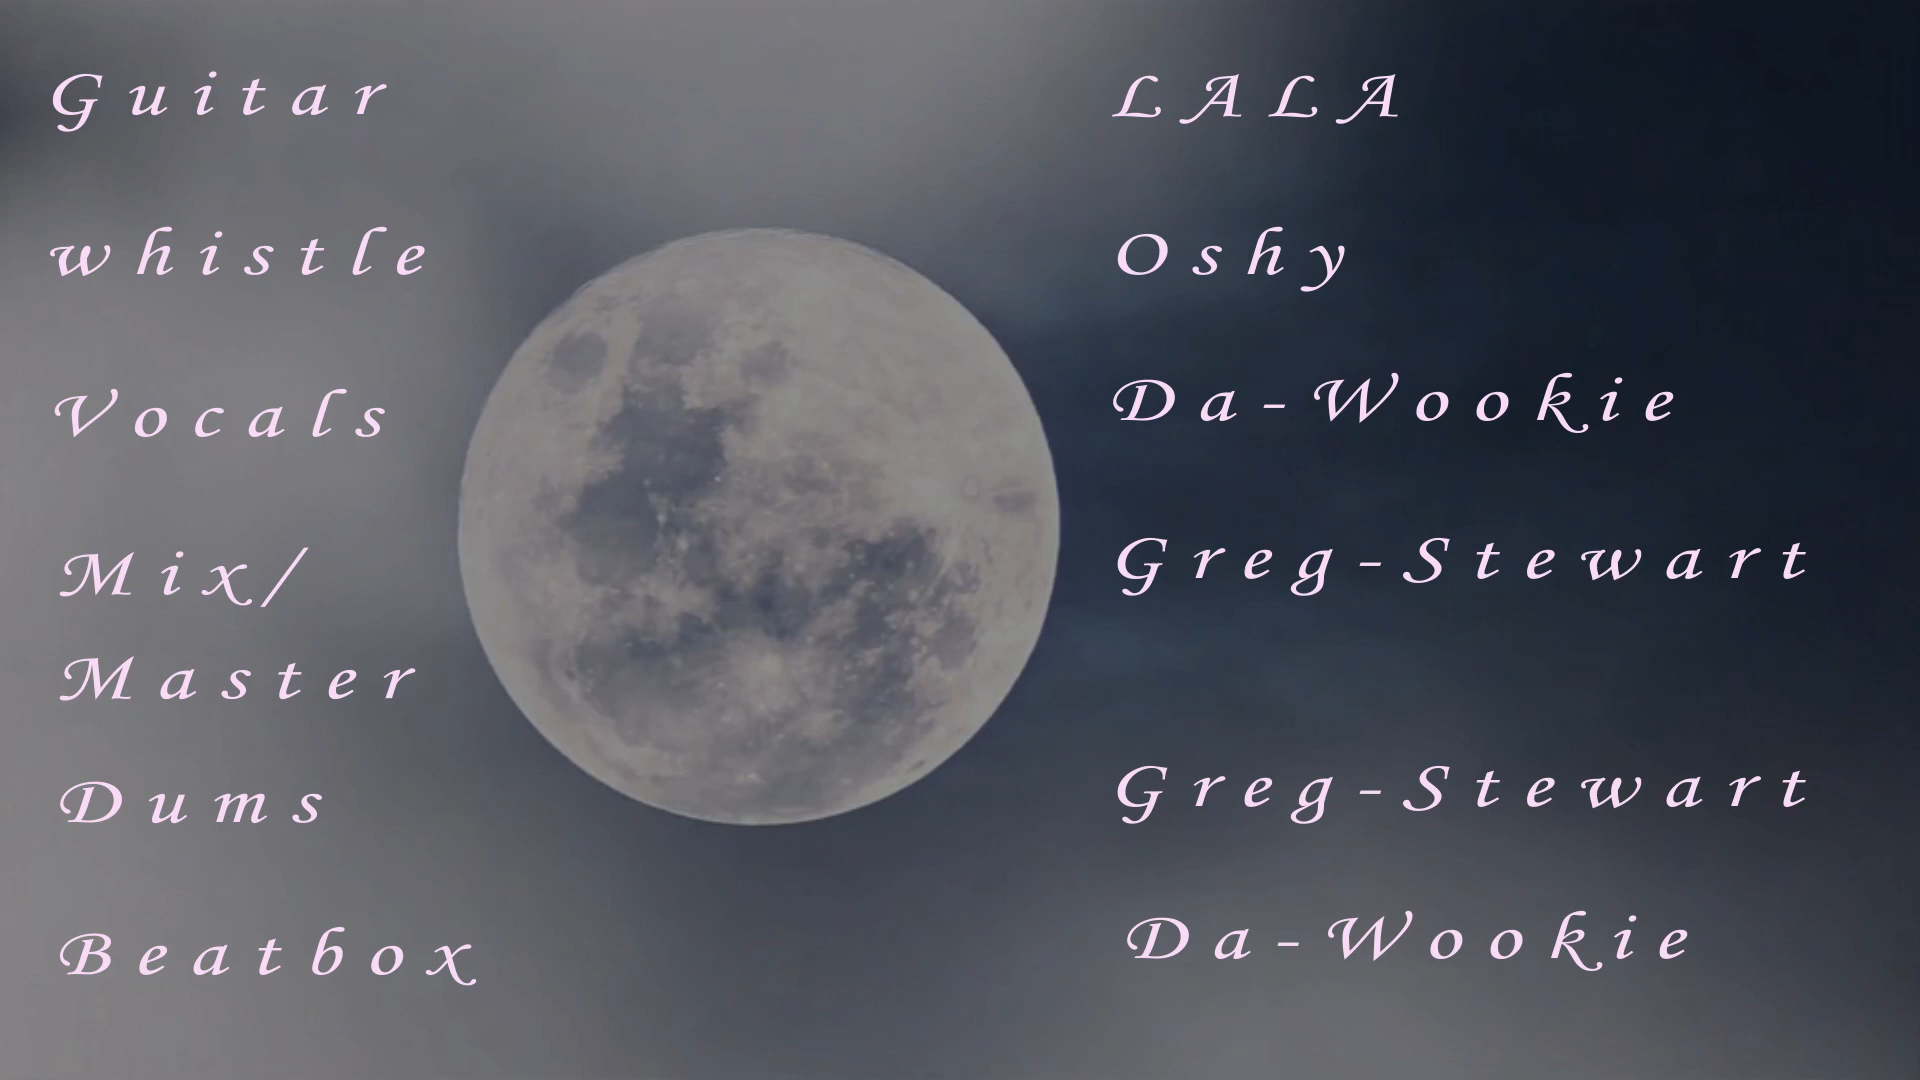 Guitar LALA
whistle Oshy
Vocals Da-Wookie
Mix/ Greg-Stewart
Master
Dums Greg-Stewart
Beatbox Da-Wookie